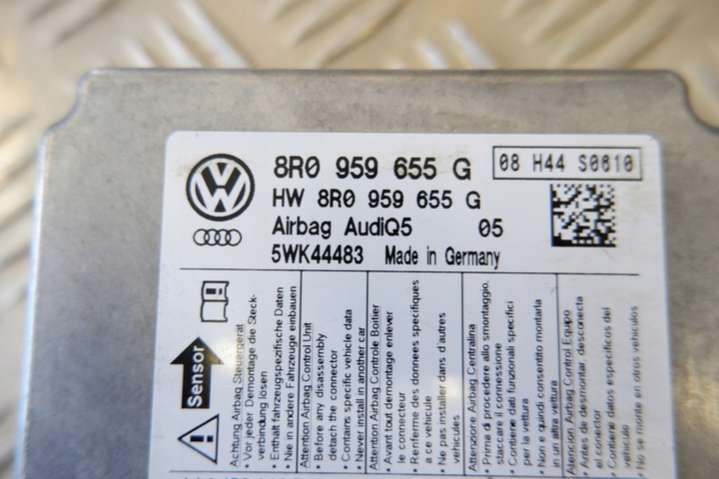 8R0 959 655 G
08 H44 S0610
HW 8R0 959 655 G
Airbag AudiQ5 05
5WK44483 Made in Germany
Sensor
Achtung Airbag Steuergerät
• Vor jeder Demontage die Steck-
verbindung lösen
• Enthält fahrzeugspezifische Daten
• Nie in andere Fahrzeuge einbauen
Attention Airbag Control Unit
• Before any disassembly
detach the connector
• Contains specific vehicle data
• Never install in another car
Attention Airbag Controle Boitier
• Avant tout demontage enlever
le connecteur
• Renferme des donnees specifiques
a ce véhicule
• Ne pas installer dans d'autres
vehicules
Attenzione Airbag Centralina
• Prima di procedere allo smontaggio,
staccare il connessione
• Contiene dati funzionali specifici
per la vettura
• Non e quindi consentito montarla
in un altra vettura
Atencion Airbag Control Equipo
• Antes de desmontar desconecta
el conector
• Contiene datos especificos del
vehiculo
• No se monte en otros vehiculos